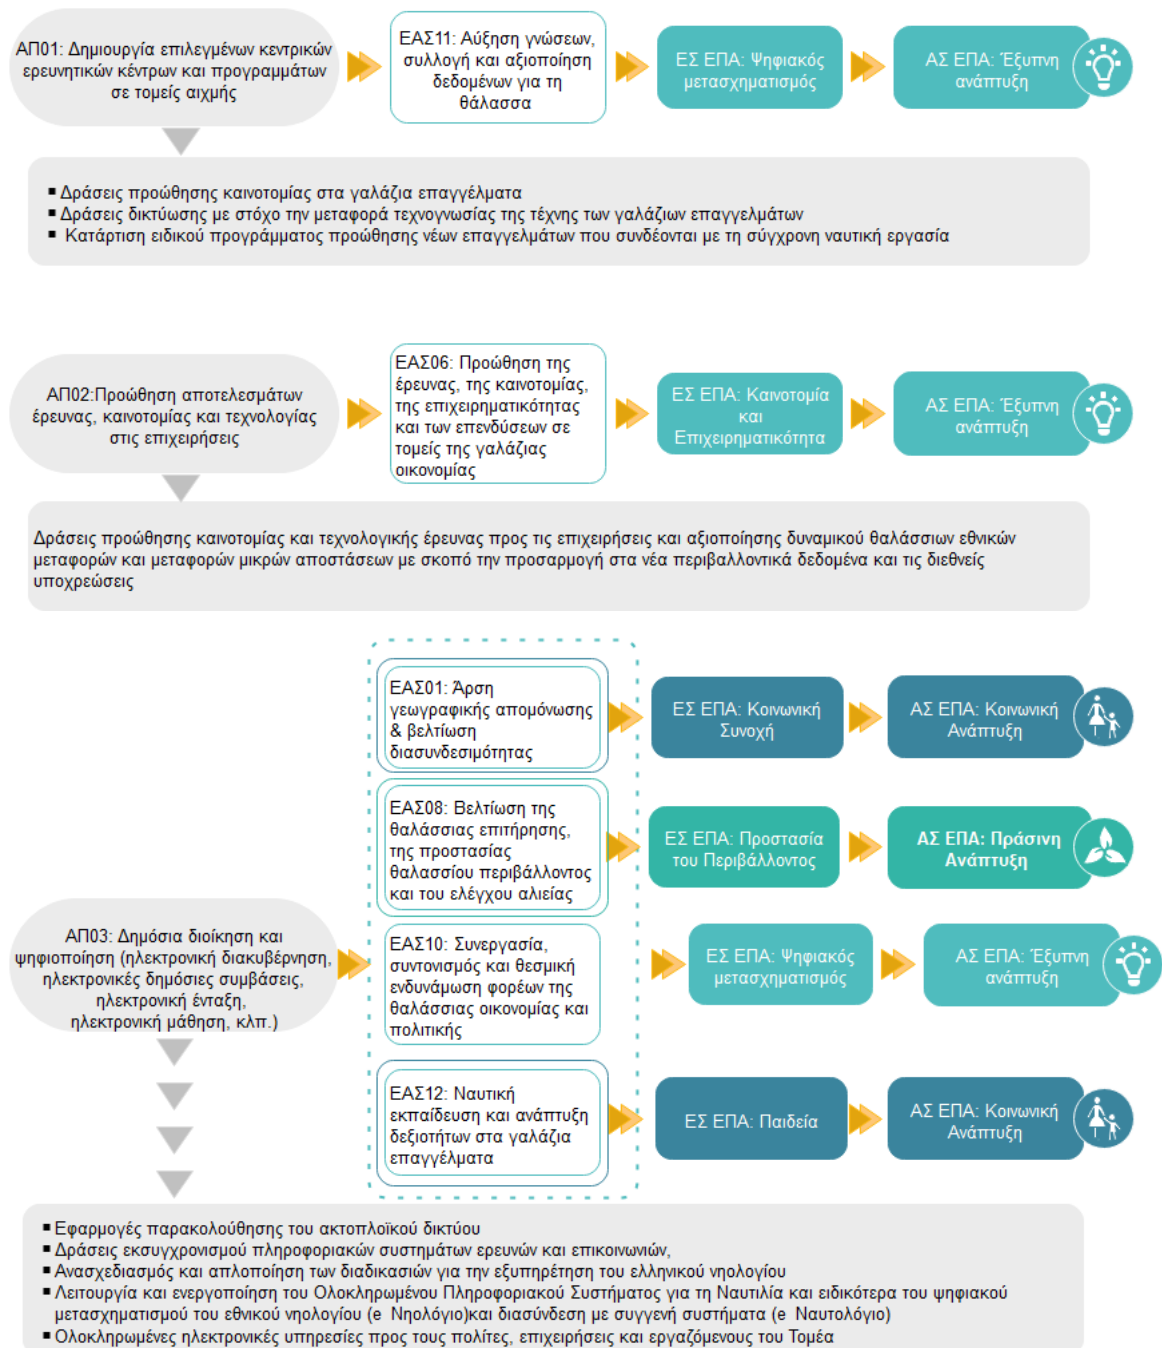 ΑΠ01: Δημιουργία επιλεγμένων κεντρικών
ερευνητικών κέντρων και προγραμμάτων
σε τομείς αιχμής
ΕΑΣ11: Αύξηση γνώσεων,
συλλογή και αξιοποίηση
δεδομένων για τη
θάλασσα
ΕΣ ΕΠΑ: Ψηφιακός
μετασχηματισμός
ΑΣ ΕΠΑ: Έξυπνη
ανάπτυξη
▪ Δράσεις προώθησης καινοτομίας στα γαλάζια επαγγέλματα
▪ Δράσεις δικτύωσης με στόχο την μεταφορά τεχνογνωσίας της τέχνης των γαλάζιων επαγγελμάτων
▪ Κατάρτιση ειδικού προγράμματος προώθησης νέων επαγγελμάτων που συνδέονται με τη σύγχρονη ναυτική εργασία
ΑΠ02:Προώθηση αποτελεσμάτων
έρευνας, καινοτομίας και τεχνολογίας
στις επιχειρήσεις
ΕΑΣ06: Προώθηση της
έρευνας, της καινοτομίας,
της επιχειρηματικότητας
και των επενδύσεων σε
τομείς της γαλάζιας
οικονομίας
ΕΣ ΕΠΑ: Καινοτομία
και
Επιχειρηματικότητα
ΑΣ ΕΠΑ: Έξυπνη
ανάπτυξη
Δράσεις προώθησης καινοτομίας και τεχνολογικής έρευνας προς τις επιχειρήσεις και αξιοποίησης δυναμικού θαλάσσιων εθνικών
μεταφορών και μεταφορών μικρών αποστάσεων με σκοπό την προσαρμογή στα νέα περιβαλλοντικά δεδομένα και τις διεθνείς
υποχρεώσεις
ΑΠ03: Δημόσια διοίκηση και
ψηφιοποίηση (ηλεκτρονική διακυβέρνηση,
ηλεκτρονικές δημόσιες συμβάσεις,
ηλεκτρονική ένταξη,
ηλεκτρονική μάθηση, κλπ.)
ΕΑΣ01: Άρση
γεωγραφικής απομόνωσης
& βελτίωση
διασυνδεσιμότητας
ΕΣ ΕΠΑ: Κοινωνική
Συνοχή
ΑΣ ΕΠΑ: Κοινωνική
Ανάπτυξη
ΕΑΣ08: Βελτίωση της
θαλάσσιας επιτήρησης,
της προστασίας
θαλασσίου περιβάλλοντος
και του ελέγχου αλιείας
ΕΣ ΕΠΑ: Προστασία
του Περιβάλλοντος
ΑΣ ΕΠΑ: Πράσινη
Ανάπτυξη
ΕΑΣ10: Συνεργασία,
συντονισμός και θεσμική
ενδυνάμωση φορέων της
θαλάσσιας οικονομίας και
πολιτικής
ΕΣ ΕΠΑ: Ψηφιακός
μετασχηματισμός
ΑΣ ΕΠΑ: Έξυπνη
ανάπτυξη
ΕΑΣ12: Ναυτική
εκπαίδευση και ανάπτυξη
δεξιοτήτων στα γαλάζια
επαγγέλματα
ΕΣ ΕΠΑ: Παιδεία
ΑΣ ΕΠΑ: Κοινωνική
Ανάπτυξη
▪ Εφαρμογές παρακολούθησης του ακτοπλοϊκού δικτύου
▪ Δράσεις εκσυγχρονισμού πληροφοριακών συστημάτων ερευνών και επικοινωνιών,
▪ Ανασχεδιασμός και απλοποίηση των διαδικασιών για την εξυπηρέτηση του ελληνικού νηολογίου
▪ Λειτουργία και ενεργοποίηση του Ολοκληρωμένου Πληροφοριακού Συστήματος για τη Ναυτιλία και ειδικότερα του ψηφιακού
μετασχηματισμού του εθνικού νηολογίου (e Νηολόγιο)και διασύνδεση με συγγενή συστήματα (e Ναυτολόγιο)
▪ Ολοκληρωμένες ηλεκτρονικές υπηρεσίες προς τους πολίτες, επιχειρήσεις και εργαζόμενους του Τομέα